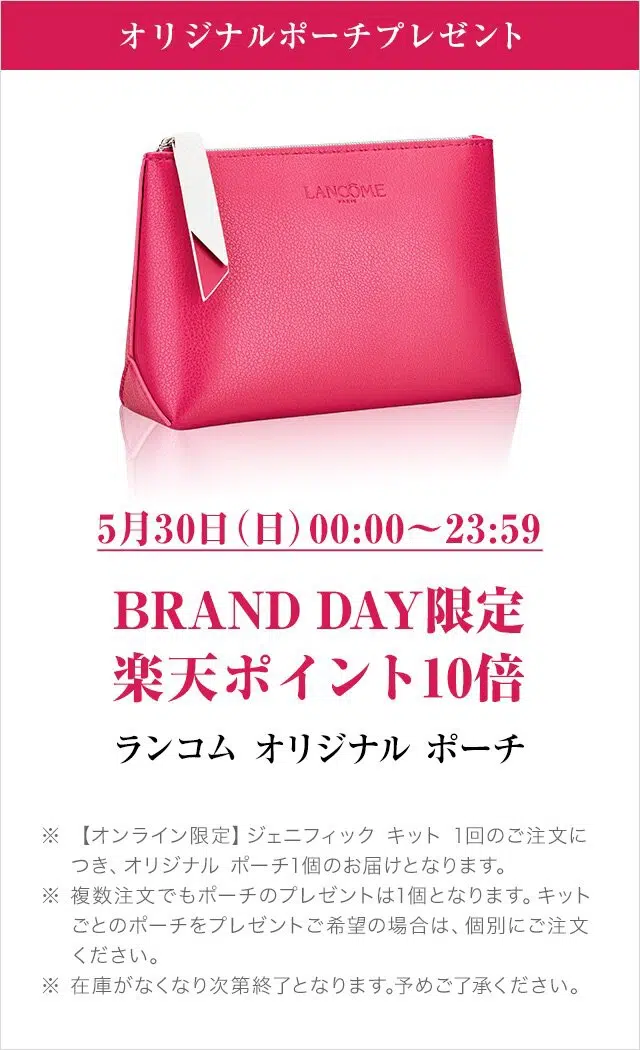 オリジナルポーチプレゼント
LANCÔME
PARIS
5月30日(日)00:00〜23:59
BRAND DAY限定
楽天ポイント10倍
ランコム オリジナル ポーチ
※ 【オンライン限定】ジェニフィック キット 1回のご注文に
つき、オリジナル ポーチ1個のお届けとなります。
※ 複数注文でもポーチのプレゼントは1個となります。キット
ごとのポーチをプレゼントご希望の場合は、個別にご注文
ください。
※ 在庫がなくなり次第終了となります。予めご了承ください。